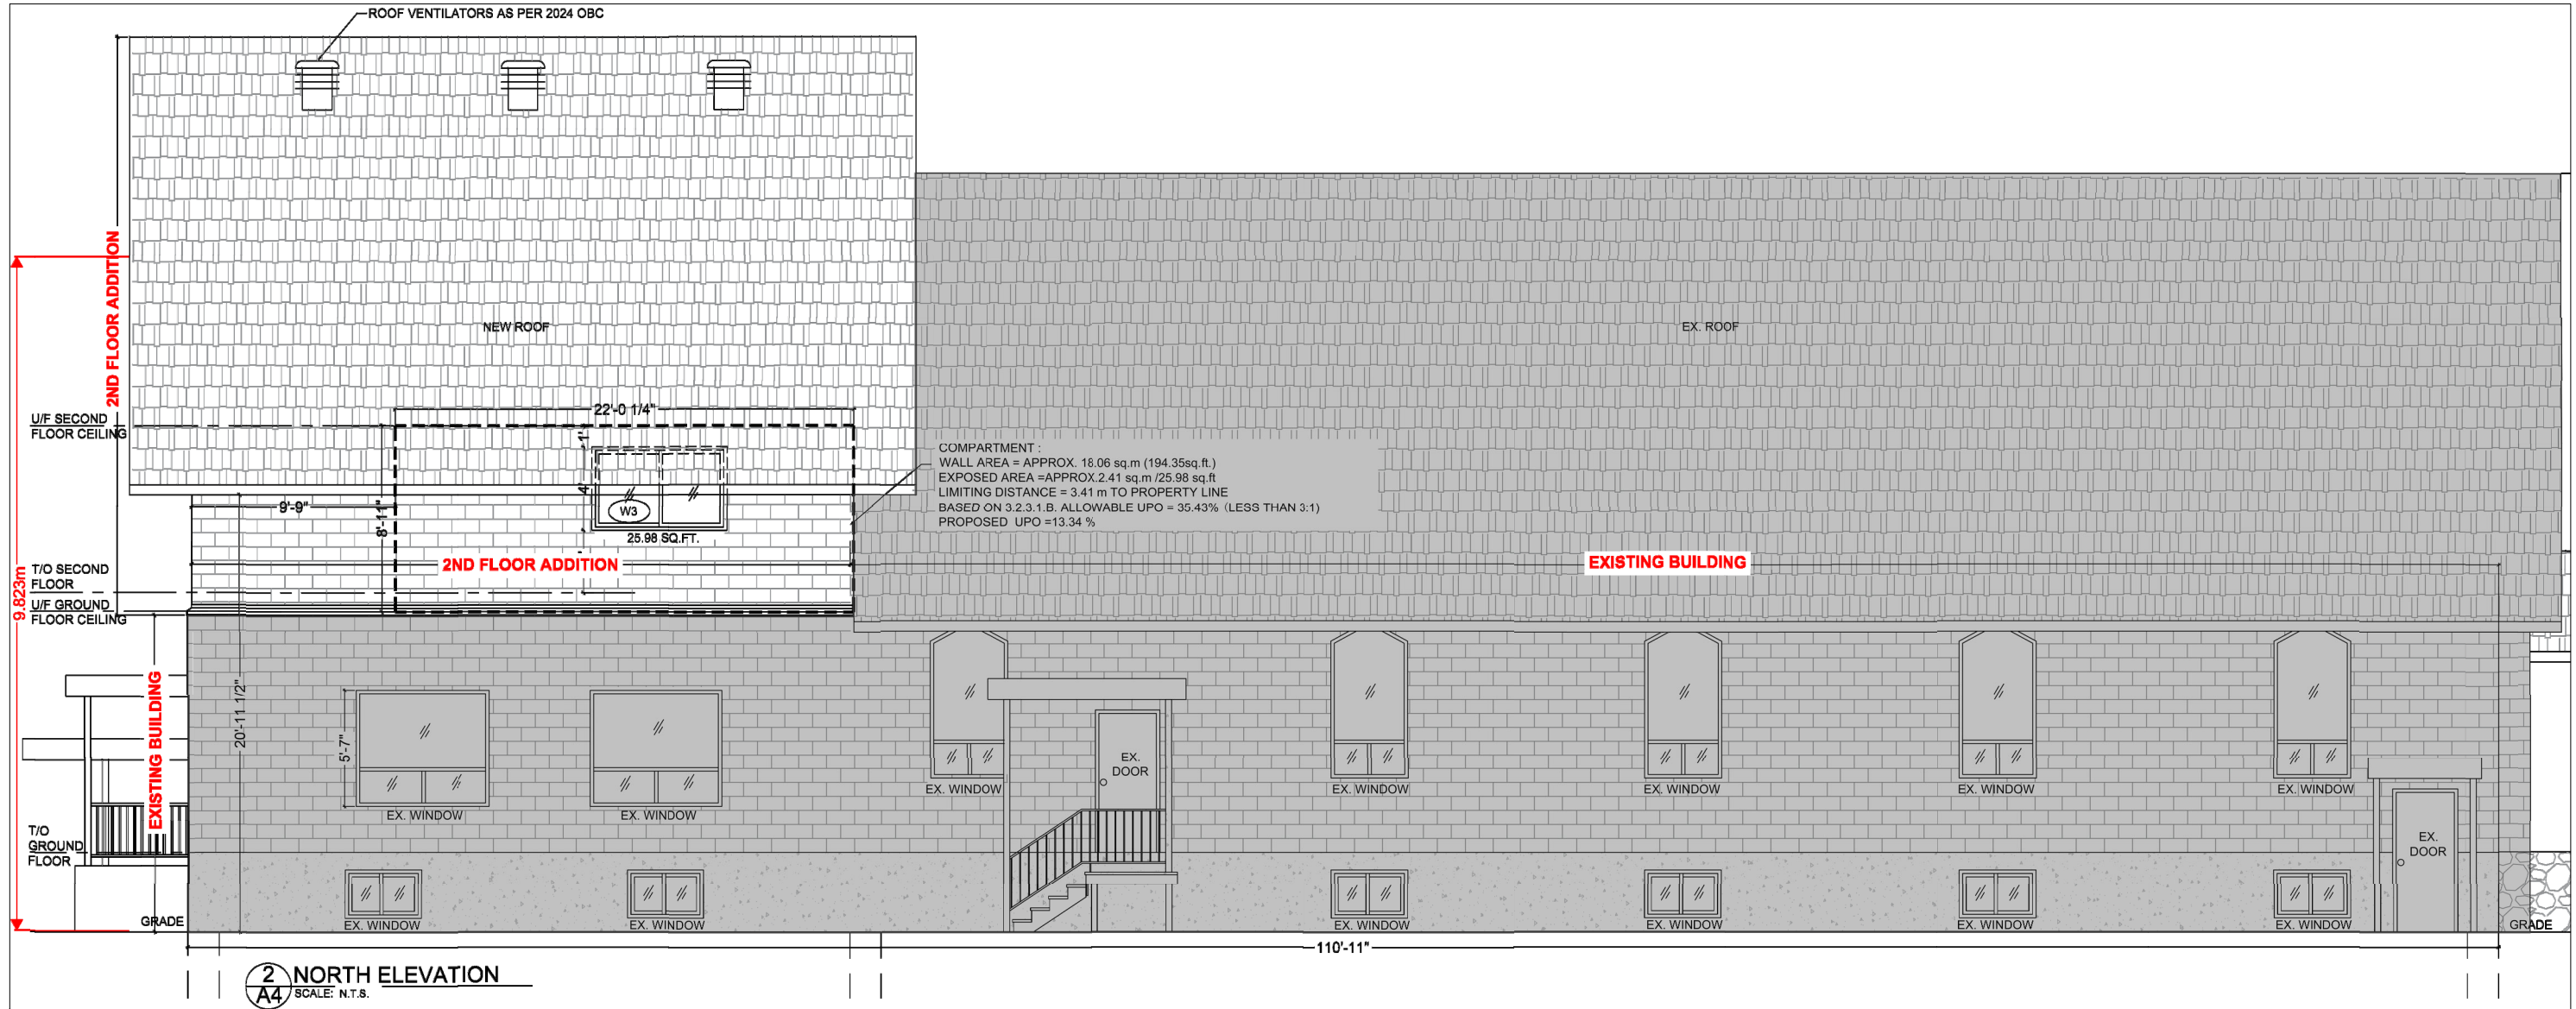 ROOF VENTILATORS AS PER 2024 OBC
2ND FLOOR ADDITION
NEW ROOF
EX. ROOF
U/F SECOND
FLOOR CEILING
22'-0 1/4"
1'
4'
8'-11"
9'-9"
W3
25.98 SQ.FT.
COMPARTMENT :
WALL AREA = APPROX. 18.06 sq.m (194.35sq.ft.)
EXPOSED AREA =APPROX.2.41 sq.m /25.98 sq.ft
LIMITING DISTANCE = 3.41 m TO PROPERTY LINE
BASED ON 3.2.3.1.B. ALLOWABLE UPO = 35.43% (LESS THAN 3:1)
PROPOSED UPO =13.34 %
2ND FLOOR ADDITION
EXISTING BUILDING
T/O SECOND
FLOOR
U/F GROUND
FLOOR CEILING
9.823m
EXISTING BUILDING
20'-11 1/2"
5'-7"
EX. WINDOW
EX. WINDOW
EX. WINDOW
EX.
DOOR
EX. WINDOW
EX. WINDOW
EX. WINDOW
EX. WINDOW
EX.
DOOR
T/O
GROUND
FLOOR
GRADE
EX. WINDOW
EX. WINDOW
EX. WINDOW
EX. WINDOW
EX. WINDOW
EX. WINDOW
GRADE
110'-11"
2
A4
NORTH ELEVATION
SCALE: N.T.S.